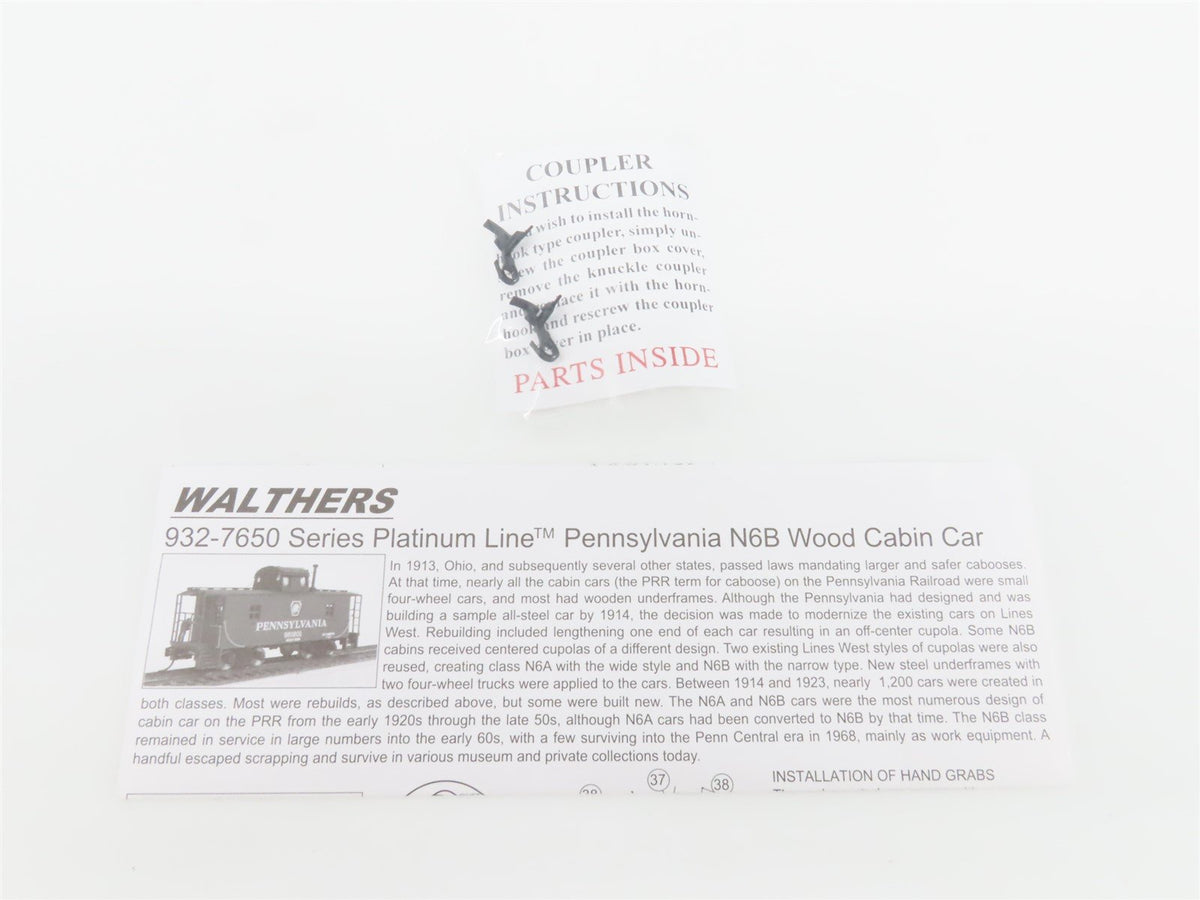 COUPLER
INSTRUCTIONS
wish to install the horn-
type coupler, simply un-
the coupler box cover,
remove the knuckle coupler
it with the horn-
and rescrew the coupler
box in place.
PARTS INSIDE
WALTHERS
932-7650 Series Platinum Line™ Pennsylvania N6B Wood Cabin Car
In 1913, Ohio, and subsequently several other states, passed laws mandating larger and safer cabooses.
At that time, nearly all the cabin cars (the PRR term for caboose) on the Pennsylvania Railroad were small
four-wheel cars, and most had wooden underframes. Although the Pennsylvania had designed and was
building a sample all-steel car by 1914, the decision was made to modernize the existing cars on Lines
West. Rebuilding included lengthening one end of each car resulting in an off-center cupola. Some N6B
cabins received centered cupolas of a different design. Two existing Lines West styles of cupolas were also
reused, creating class N6A with the wide style and N6B with the narrow type. New steel underframes with
two four-wheel trucks were applied to the cars. Between 1914 and 1923, nearly 1,200 cars were created in
both classes. Most were rebuilds, as described above, but some were built new. The N6A and N6B cars were the most numerous design of
cabin car on the PRR from the early 1920s through the late 50s, although N6A cars had been converted to N6B by that time. The N6B class
remained in service in large numbers into the early 60s, with a few surviving into the Penn Central era in 1968, mainly as work equipment. A
handful escaped scrapping and survive in various museum and private collections today.
PENNSYLVANIA
37
38
INSTALLATION OF HAND GRABS